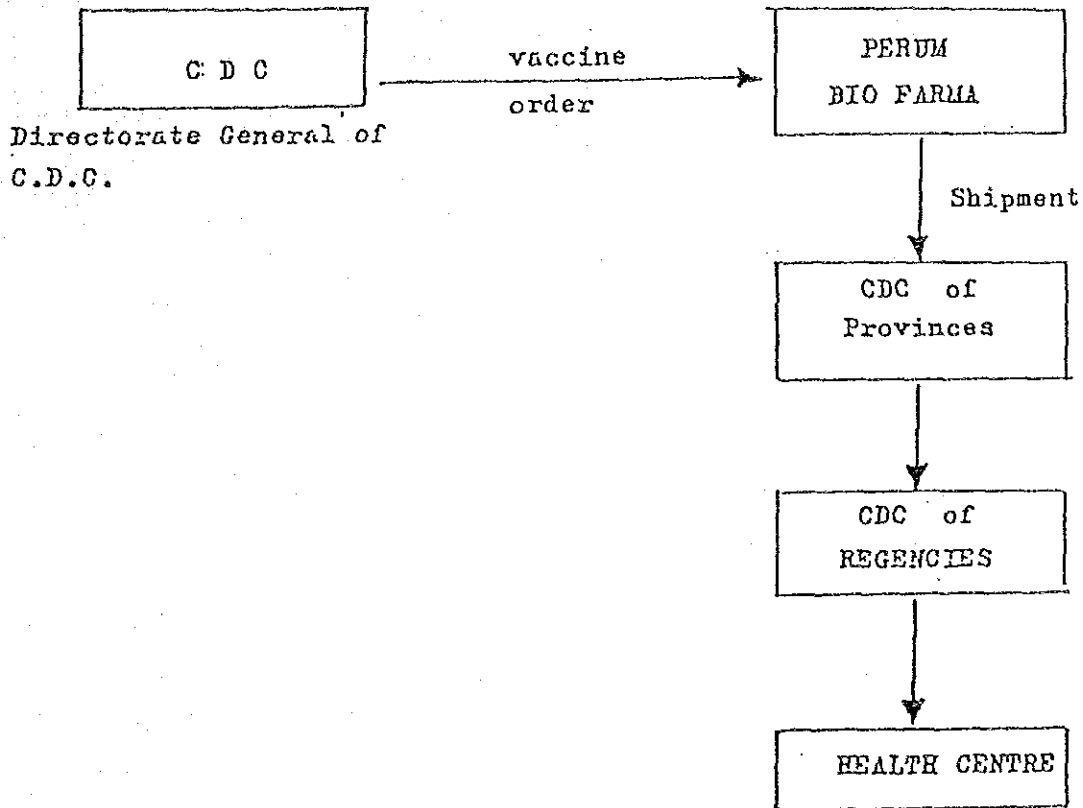 C D C
Directorate General of
C.D.C.
vaccine
order
PERUM
BIO FARMA
Shipment
CDC of
Provinces
CDC of
REGENCIES
HEALTH CENTRE